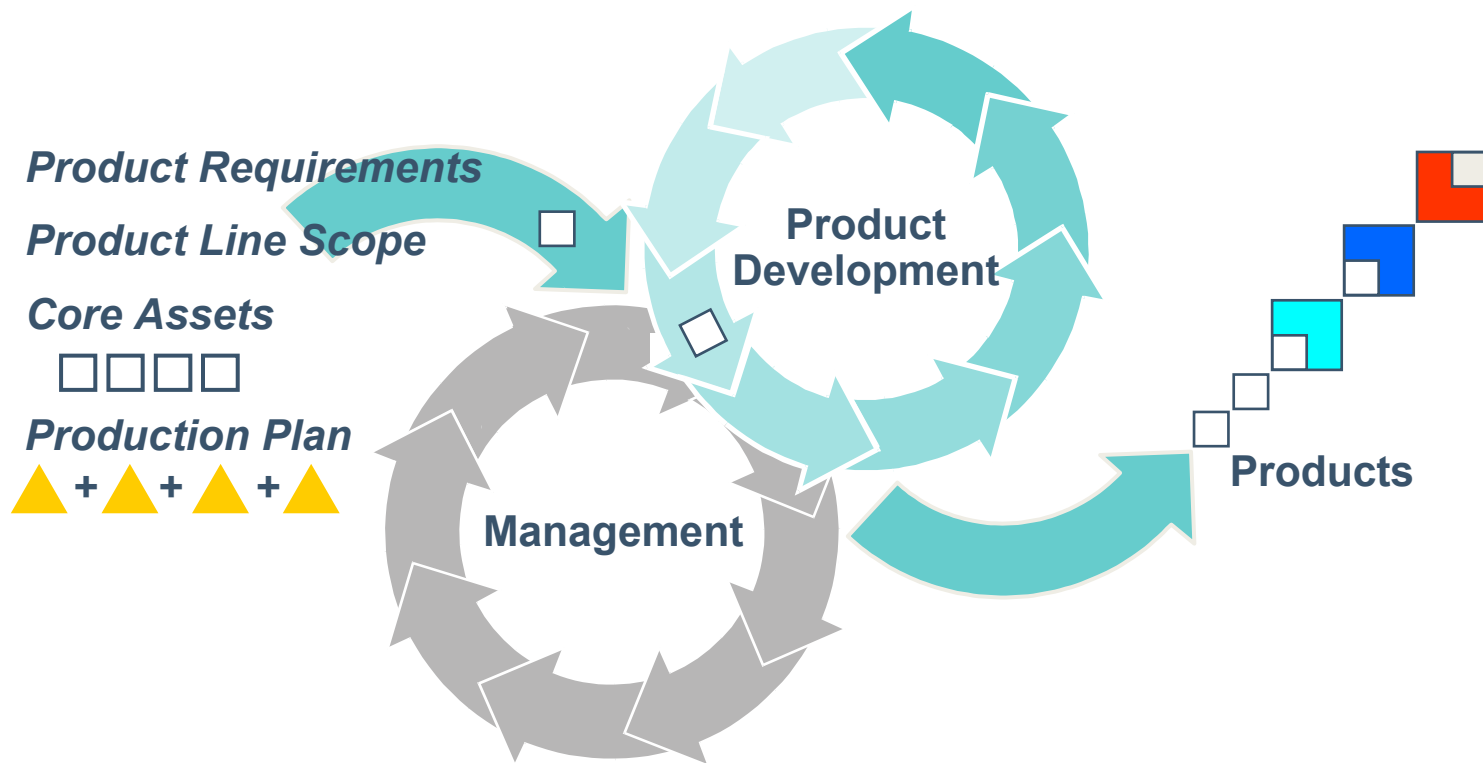 Product Requirements
Product Line Scope
Core Assets
Production Plan
+ + +
Product
Development
Management
Products